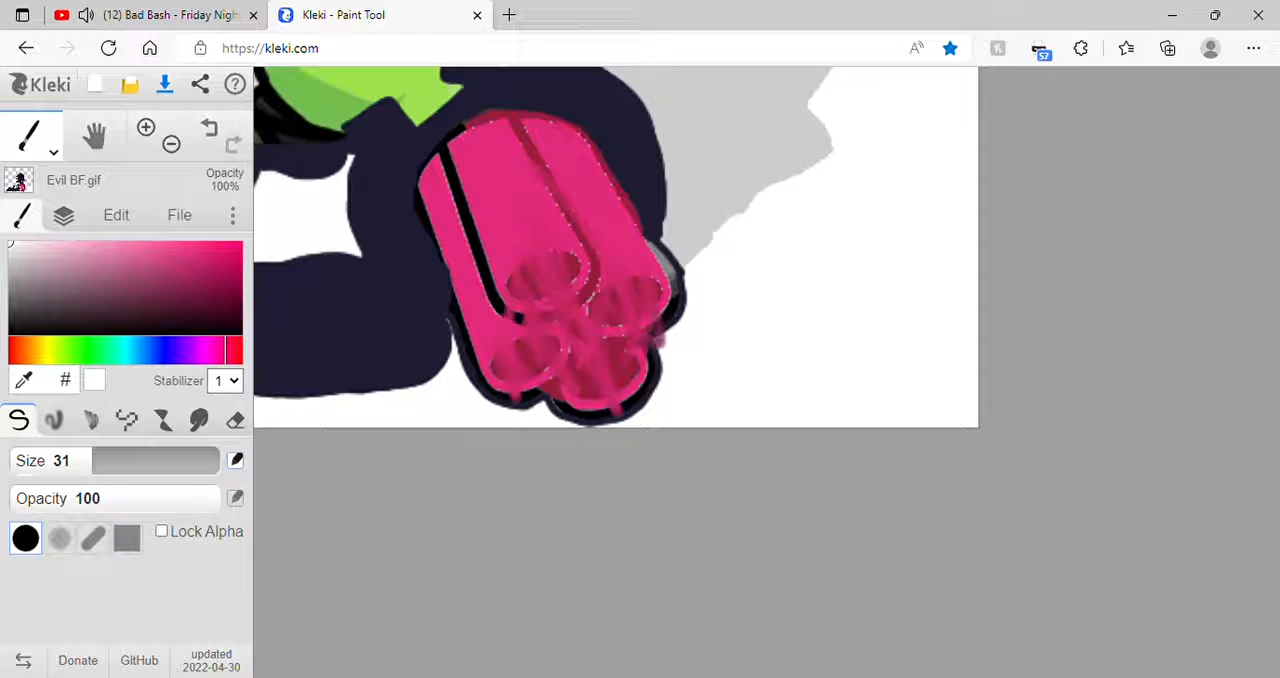 (12) Bad Bash - Friday Nigh
Kleki - Paint Tool
https://kleki.com
57
Kleki
Evil BF.gif
Opacity
100%
Edit
File
#
Stabilizer 1
Size 31
Opacity 100
Lock Alpha
Donate
GitHub
updated
2022-04-30